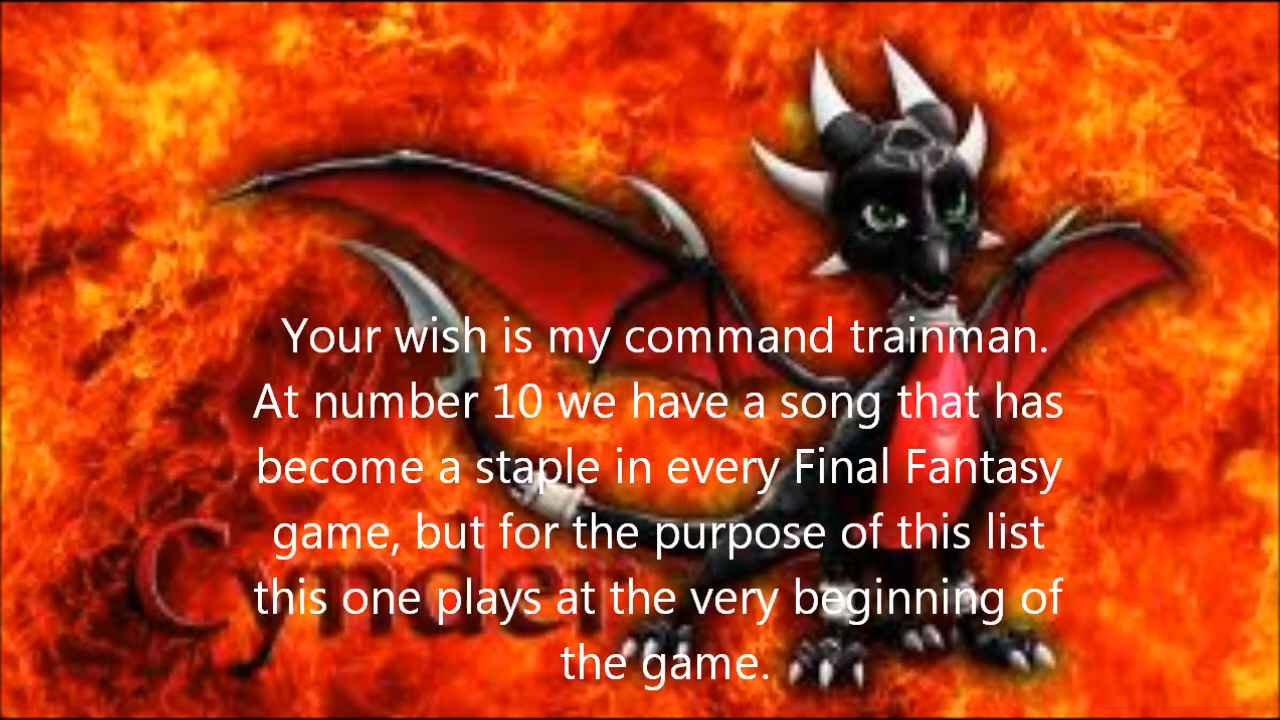 Your wish is my command trainman.
At number 10 we have a song that has
become a staple in every Final Fantasy
game, but for the purpose of this list
this one plays at the very beginning of
the game.
Cynder